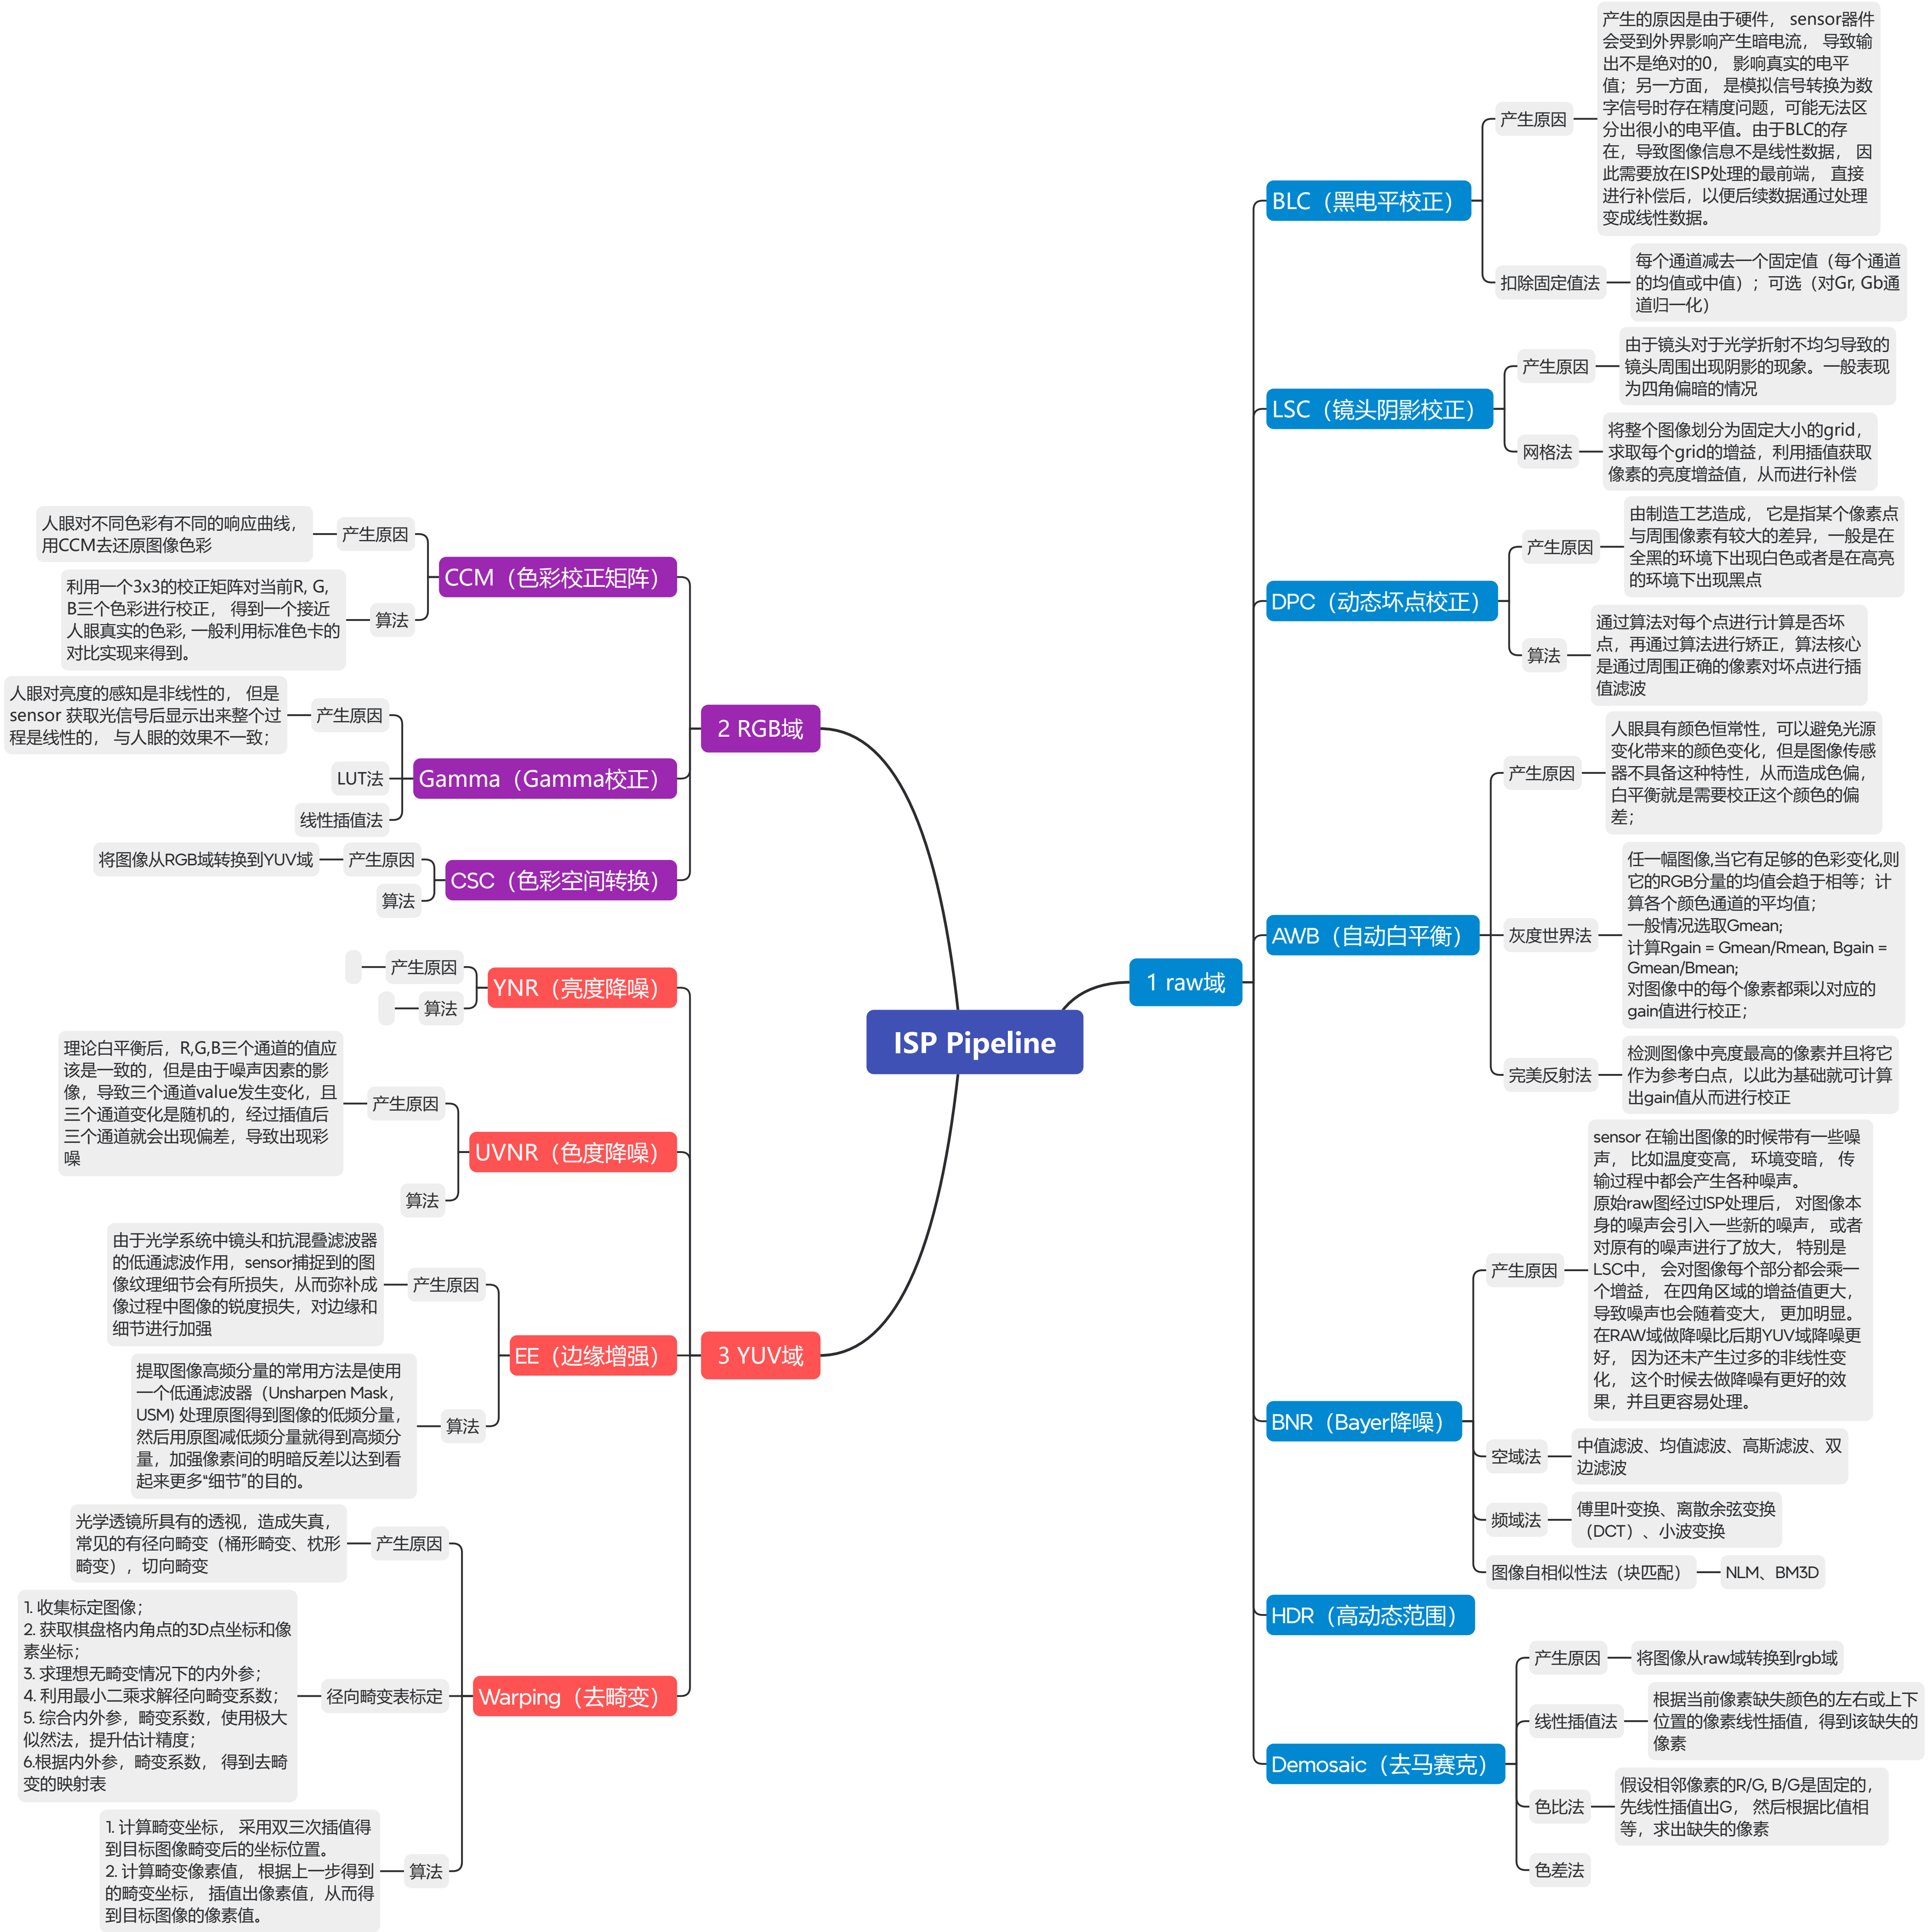 ISP Pipeline
1 raw域
BLC（黑电平校正）
产生原因
产生的原因是由于硬件， sensor器件
会受到外界影响产生暗电流， 导致输
出不是绝对的0， 影响真实的电平
值；另一方面， 是模拟信号转换为数
字信号时存在精度问题，可能无法区
分出很小的电平值。由于BLC的存
在，导致图像信息不是线性数据， 因
此需要放在ISP处理的最前端， 直接
进行补偿后，以便后续数据通过处理
变成线性数据。
扣除固定值法
每个通道减去一个固定值（每个通道
的均值或中值）；可选（对Gr, Gb通
道归一化）
LSC（镜头阴影校正）
产生原因
由于镜头对于光学折射不均匀导致的
镜头周围出现阴影的现象。一般表现
为四角偏暗的情况
网格法
将整个图像划分为固定大小的grid，
求取每个grid的增益，利用插值获取
像素的亮度增益值，从而进行补偿
DPC（动态坏点校正）
产生原因
由制造工艺造成， 它是指某个像素点
与周围像素有较大的差异，一般是在
全黑的环境下出现白色或者是在高亮
的环境下出现黑点
算法
通过算法对每个点进行计算是否坏
点，再通过算法进行矫正，算法核心
是通过周围正确的像素对坏点进行插
值滤波
AWB（自动白平衡）
产生原因
人眼具有颜色恒常性，可以避免光源
变化带来的颜色变化，但是图像传感
器不具备这种特性，从而造成色偏，
白平衡就是需要校正这个颜色的偏
差；
灰度世界法
任一幅图像,当它有足够的色彩变化,则
它的RGB分量的均值会趋于相等；计
算各个颜色通道的平均值；
一般情况选取Gmean;
计算Rgain = Gmean/Rmean, Bgain =
Gmean/Bmean;
对图像中的每个像素都乘以对应的
gain值进行校正；
完美反射法
检测图像中亮度最高的像素并且将它
作为参考白点，以此为基础就可计算
出gain值从而进行校正
BNR（Bayer降噪）
产生原因
sensor 在输出图像的时候带有一些噪
声， 比如温度变高， 环境变暗， 传
输过程中都会产生各种噪声。
原始raw图经过ISP处理后， 对图像本
身的噪声会引入一些新的噪声， 或者
对原有的噪声进行了放大， 特别是
LSC中， 会对图像每个部分都会乘一
个增益， 在四角区域的增益值更大，
导致噪声也会随着变大， 更加明显。
在RAW域做降噪比后期YUV域降噪更
好， 因为还未产生过多的非线性变
化， 这个时候去做降噪有更好的效
果，并且更容易处理。
空域法
中值滤波、均值滤波、高斯滤波、双
边滤波
频域法
傅里叶变换、离散余弦变换
（DCT）、小波变换
图像自相似性法（块匹配）
NLM、BM3D
HDR（高动态范围）
Demosaic（去马赛克）
产生原因
将图像从raw域转换到rgb域
线性插值法
根据当前像素缺失颜色的左右或上下
位置的像素线性插值，得到该缺失的
像素
色比法
假设相邻像素的R/G, B/G是固定的，
先线性插值出G， 然后根据比值相
等，求出缺失的像素
色差法
2 RGB域
CCM（色彩校正矩阵）
产生原因
人眼对不同色彩有不同的响应曲线，
用CCM去还原图像色彩
算法
利用一个3x3的校正矩阵对当前R, G,
B三个色彩进行校正， 得到一个接近
人眼真实的色彩, 一般利用标准色卡的
对比实现来得到。
Gamma（Gamma校正）
产生原因
人眼对亮度的感知是非线性的， 但是
sensor 获取光信号后显示出来整个过
程是线性的， 与人眼的效果不一致；
LUT法
线性插值法
CSC（色彩空间转换）
产生原因
将图像从RGB域转换到YUV域
算法
3 YUV域
YNR（亮度降噪）
产生原因
算法
UVNR（色度降噪）
产生原因
理论白平衡后，R,G,B三个通道的值应
该是一致的，但是由于噪声因素的影
像，导致三个通道value发生变化，且
三个通道变化是随机的，经过插值后
三个通道就会出现偏差，导致出现彩
噪
算法
EE（边缘增强）
产生原因
由于光学系统中镜头和抗混叠滤波器
的低通滤波作用，sensor捕捉到的图
像纹理细节会有所损失，从而弥补成
像过程中图像的锐度损失，对边缘和
细节进行加强
算法
提取图像高频分量的常用方法是使用
一个低通滤波器（Unsharpen Mask，
USM) 处理原图得到图像的低频分量，
然后用原图减低频分量就得到高频分
量，加强像素间的明暗反差以达到看
起来更多“细节”的目的。
Warping（去畸变）
产生原因
光学透镜所具有的透视，造成失真，
常见的有径向畸变（桶形畸变、枕形
畸变），切向畸变
径向畸变表标定
1. 收集标定图像；
2. 获取棋盘格内角点的3D点坐标和像
素坐标；
3. 求理想无畸变情况下的内外参；
4. 利用最小二乘求解径向畸变系数；
5. 综合内外参，畸变系数，使用极大
似然法，提升估计精度；
6.根据内外参，畸变系数， 得到去畸
变的映射表
算法
1. 计算畸变坐标， 采用双三次插值得
到目标图像畸变后的坐标位置。
2. 计算畸变像素值， 根据上一步得到
的畸变坐标， 插值出像素值，从而得
到目标图像的像素值。